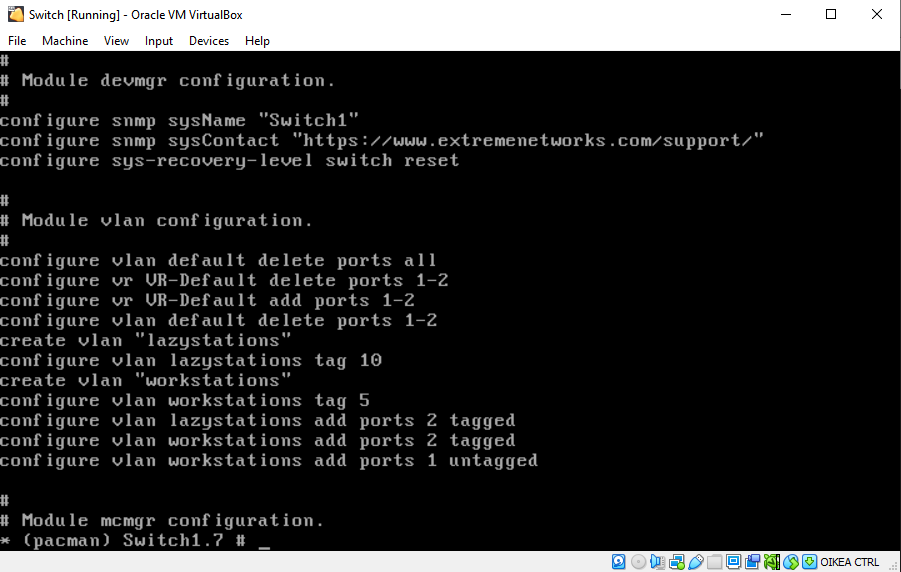 Switch [Running] - Oracle VM VirtualBox
File Machine View Input Devices Help
#
# Module devmgr configuration.
#
configure snmp sysName "Switch1"
configure snmp sysContact "https://www.extremenetworks.com/support/"
configure sys-recovery-level switch reset
#
# Module vlan configuration.
#
configure vlan default delete ports all
configure vr VR-Default delete ports 1-2
configure vr VR-Default add ports 1-2
configure vlan default delete ports 1-2
create vlan "lazystations"
configure vlan lazystations tag 10
create vlan "workstations"
configure vlan workstations tag 5
configure vlan lazystations add ports 2 tagged
configure vlan workstations add ports 2 tagged
configure vlan workstations add ports 1 untagged
#
# Module mcmgr configuration.
* (pacman) Switch1.7 # _
OIKEA CTRL